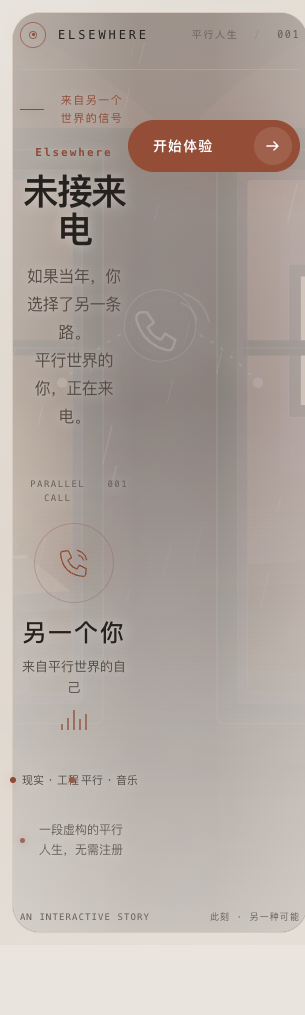 ELSEWHERE
平行人生 / 001
来自另一个
世界的信号
Elsewhere
开始体验
未接来
电
如果当年，你
选择了另一条
路。
平行世界的
你，正在来
电。
PARALLEL 001
CALL
另一个你
来自平行世界的自
己
现实 · 工程 平行 · 音乐
一段虚构的平行
人生，无需注册
AN INTERACTIVE STORY
此刻 · 另一种可能